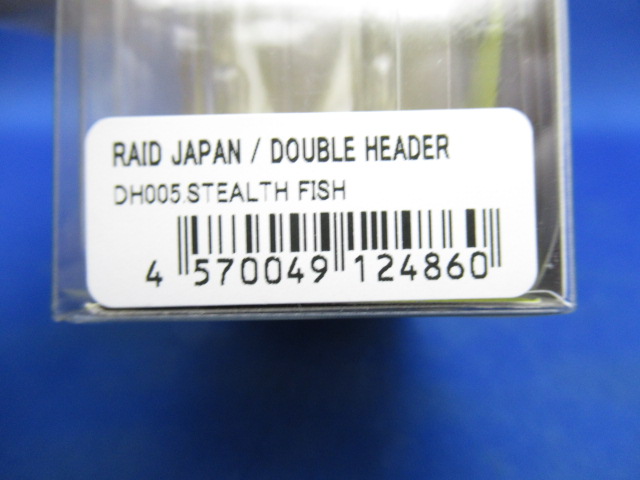 RAID JAPAN / DOUBLE HEADER
DH005.STEALTH FISH
4 570049 124860